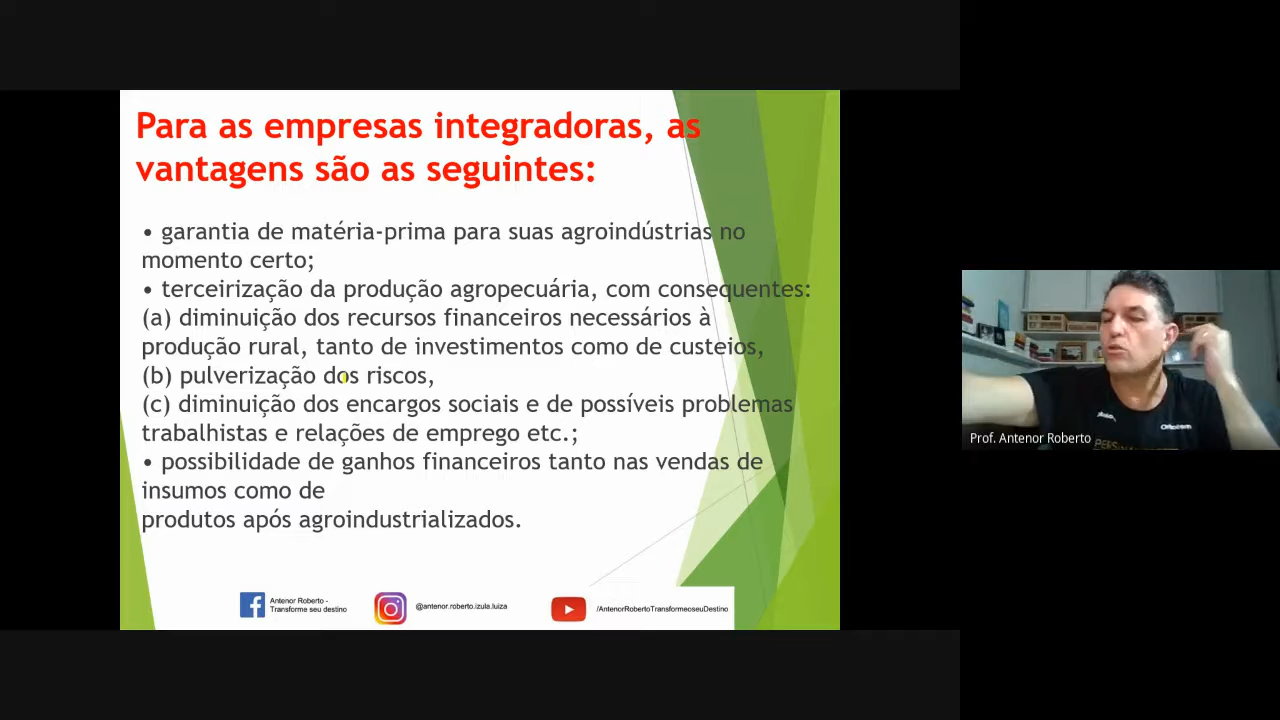 Para as empresas integradoras, as
vantagens são as seguintes:
• garantia de matéria-prima para suas agroindústrias no
momento certo;
• terceirização da produção agropecuária, com consequentes:
(a) diminuição dos recursos financeiros necessários à
produção rural, tanto de investimentos como de custeios,
(b) pulverização dos riscos,
(c) diminuição dos encargos sociais e de possíveis problemas
trabalhistas e relações de emprego etc.;
• possibilidade de ganhos financeiros tanto nas vendas de
insumos como de
produtos após agroindustrializados.
Antenor Roberto -
Transforme seu destino
@antenor.roberto.izula.luiza
/AntenorRobertoTransformeoseuDestino
Prof. Antenor Roberto